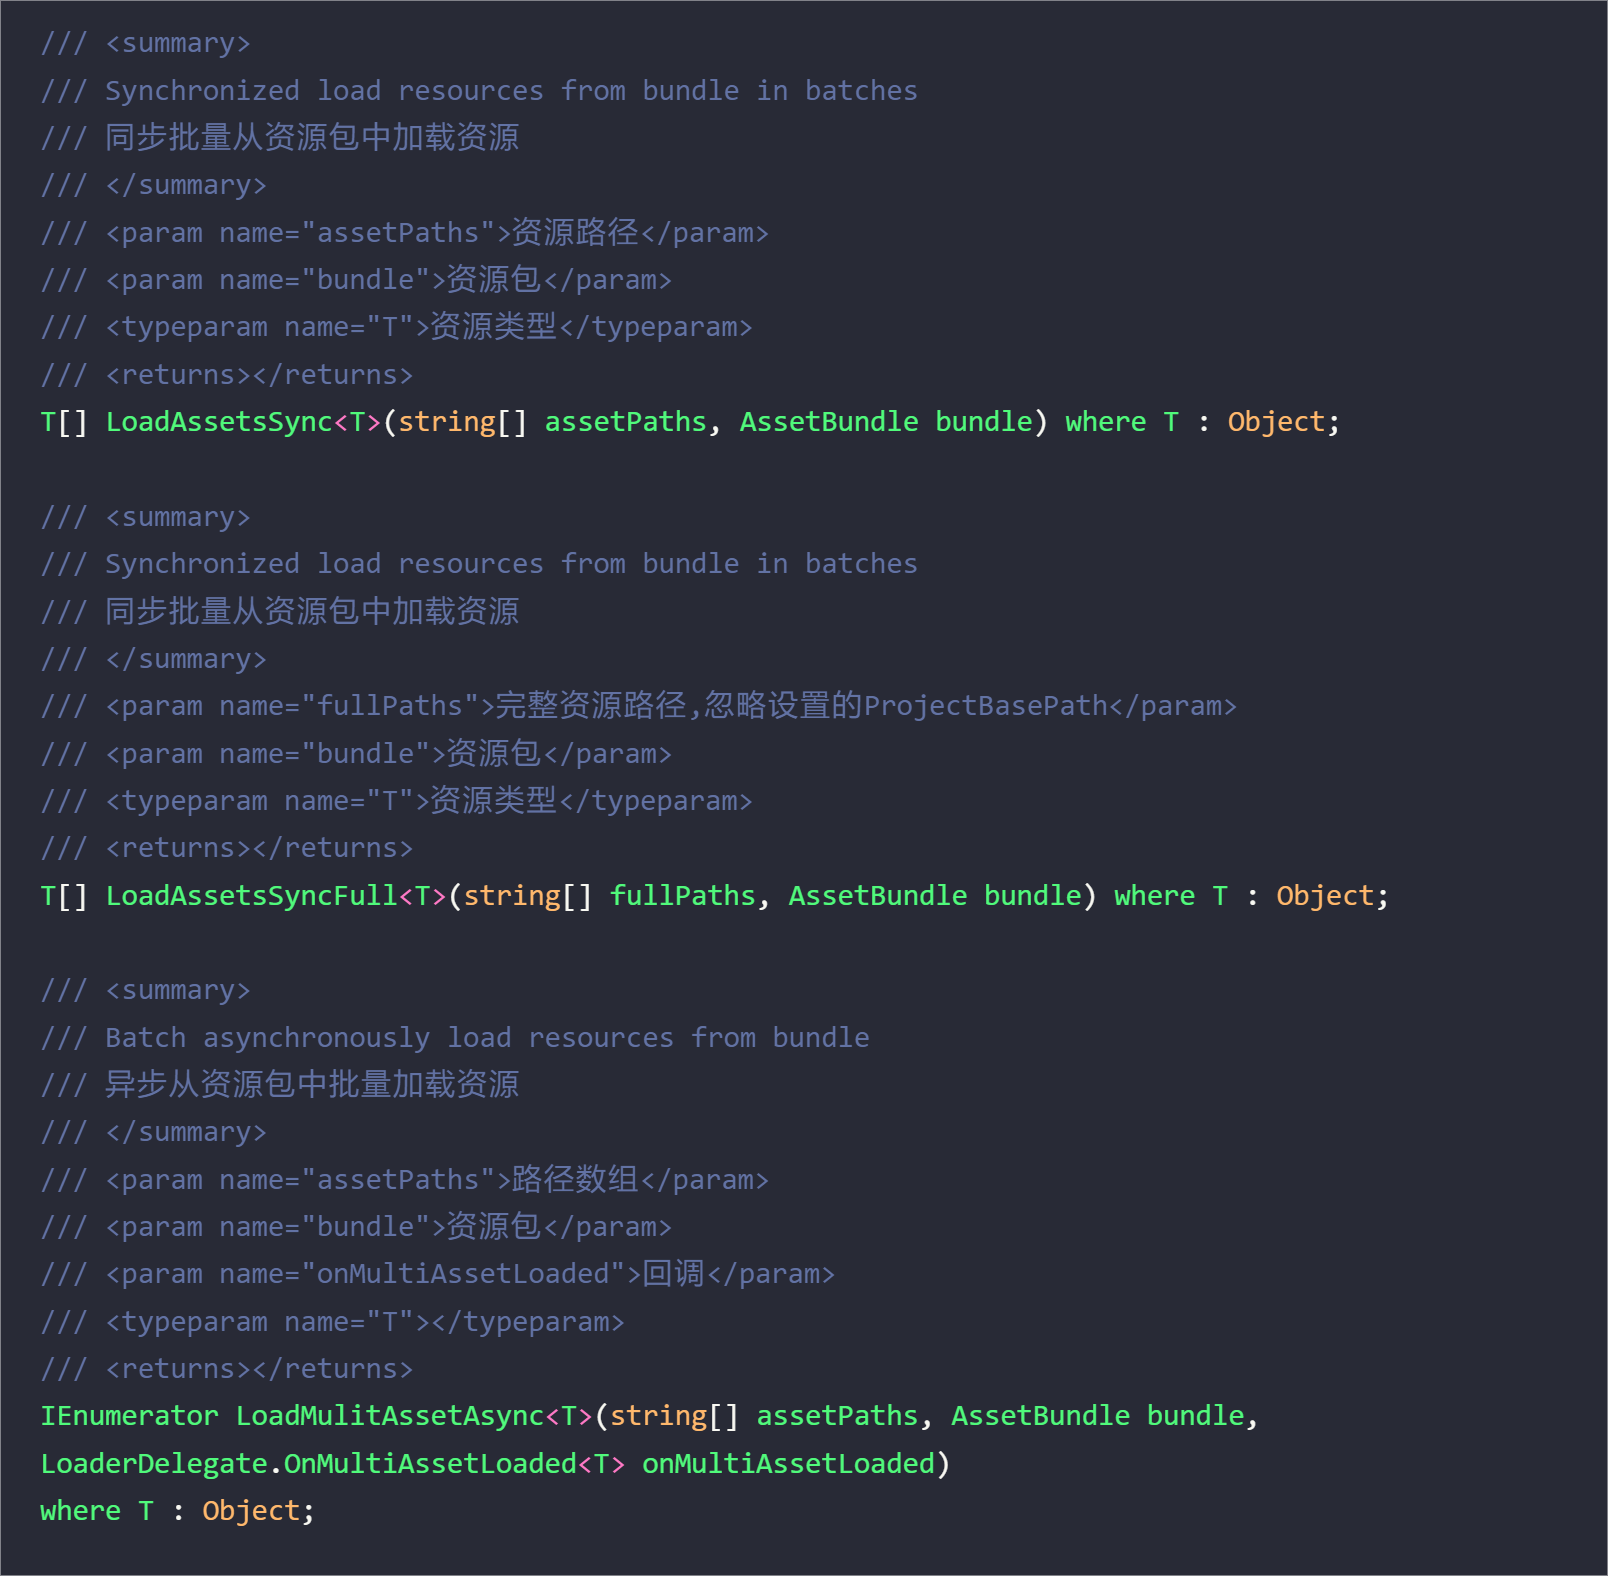 /// <summary>
/// Synchronized load resources from bundle in batches
/// 同步批量从资源包中加载资源
/// </summary>
/// <param name="assetPaths">资源路径</param>
/// <param name="bundle">资源包</param>
/// <typeparam name="T">资源类型</typeparam>
/// <returns></returns>
T[] LoadAssetsSync<T>(string[] assetPaths, AssetBundle bundle) where T : Object;
/// <summary>
/// Synchronized load resources from bundle in batches
/// 同步批量从资源包中加载资源
/// </summary>
/// <param name="fullPaths">完整资源路径,忽略设置的ProjectBasePath</param>
/// <param name="bundle">资源包</param>
/// <typeparam name="T">资源类型</typeparam>
/// <returns></returns>
T[] LoadAssetsSyncFull<T>(string[] fullPaths, AssetBundle bundle) where T : Object;
/// <summary>
/// Batch asynchronously load resources from bundle
/// 异步从资源包中批量加载资源
/// </summary>
/// <param name="assetPaths">路径数组</param>
/// <param name="bundle">资源包</param>
/// <param name="onMultiAssetLoaded">回调</param>
/// <typeparam name="T"></typeparam>
/// <returns></returns>
IEnumerator LoadMulitAssetAsync<T>(string[] assetPaths, AssetBundle bundle,
LoaderDelegate.OnMultiAssetLoaded<T> onMultiAssetLoaded)
where T : Object;